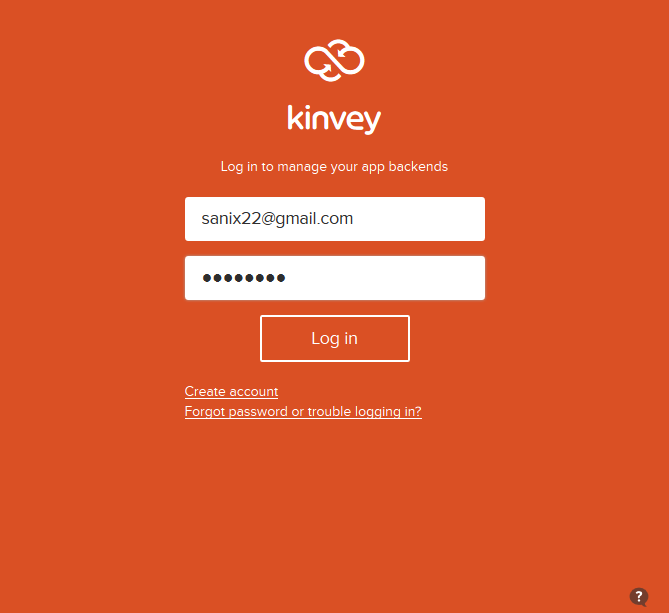 kinvey
Log in to manage your app backends
sanix22@gmail.com
●●●●●●●●
Log in
Create account
Forgot password or trouble logging in?
?